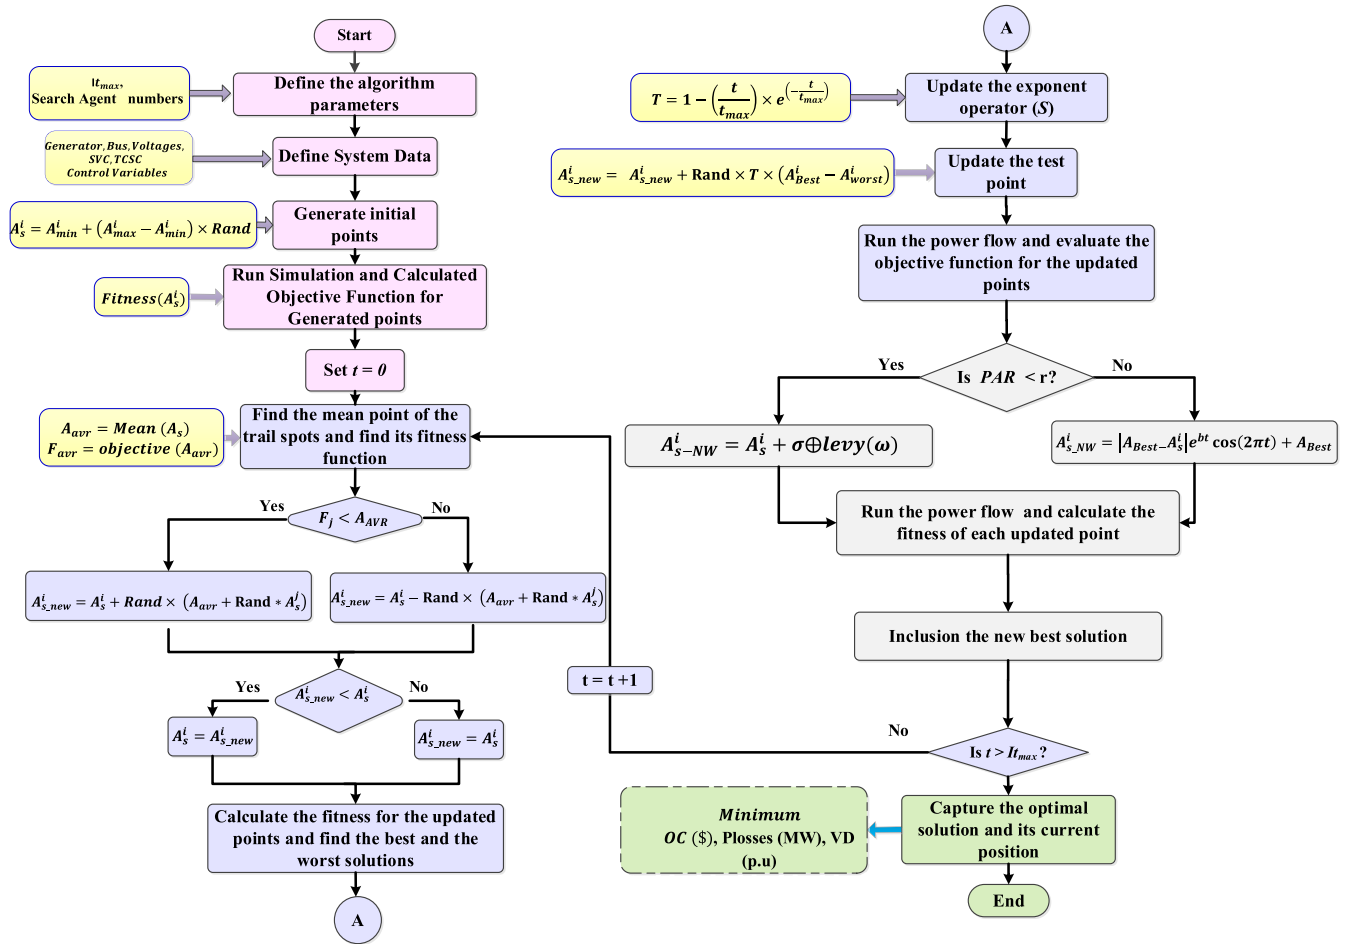 Start
Itₘₐₓ,
Search Agent numbers
Define the algorithm
parameters
Generator, Bus, Voltages,
SVC, TCSC
Control Variables
Define System Data
A_s^i = A_min^i + (A_max^i − A_min^i) × Rand
Generate initial
points
Fitness(A_s^i)
Run Simulation and Calculated
Objective Function for
Generated points
Set t = 0
A_avr = Mean (A_s)
F_avr = objective (A_avr)
Find the mean point of the
trail spots and find its fitness
function
Yes
F_j < A_AVR
No
A_s_new^i = A_s^i + Rand × (A_avr + Rand * A_s^j)
A_s_new^i = A_s^i − Rand × (A_avr + Rand * A_s^j)
Yes
A_s_new^i < A_s^i
No
A_s^i = A_s_new^i
A_s_new^i = A_s^i
Calculate the fitness for the updated
points and find the best and the
worst solutions
A
A
T = 1 − (t/t_max) × e^(−t/t_max)
Update the exponent
operator (S)
A_s_new^i = A_s_new^i + Rand × T × (A_Best^i − A_worst^i)
Update the test
point
Run the power flow and evaluate the
objective function for the updated
points
Yes
Is PAR < r?
No
A_s−NW^i = A_s^i + σ⊕levy(ω)
A_s_NW^i = |A_Best_A_s^i|e^bt cos(2πt) + A_Best
Run the power flow and calculate the
fitness of each updated point
Inclusion the new best solution
t = t +1
No
Is t > It_max ?
Minimum
OC ($), Plosses (MW), VD
(p.u)
Capture the optimal
solution and its current
position
End